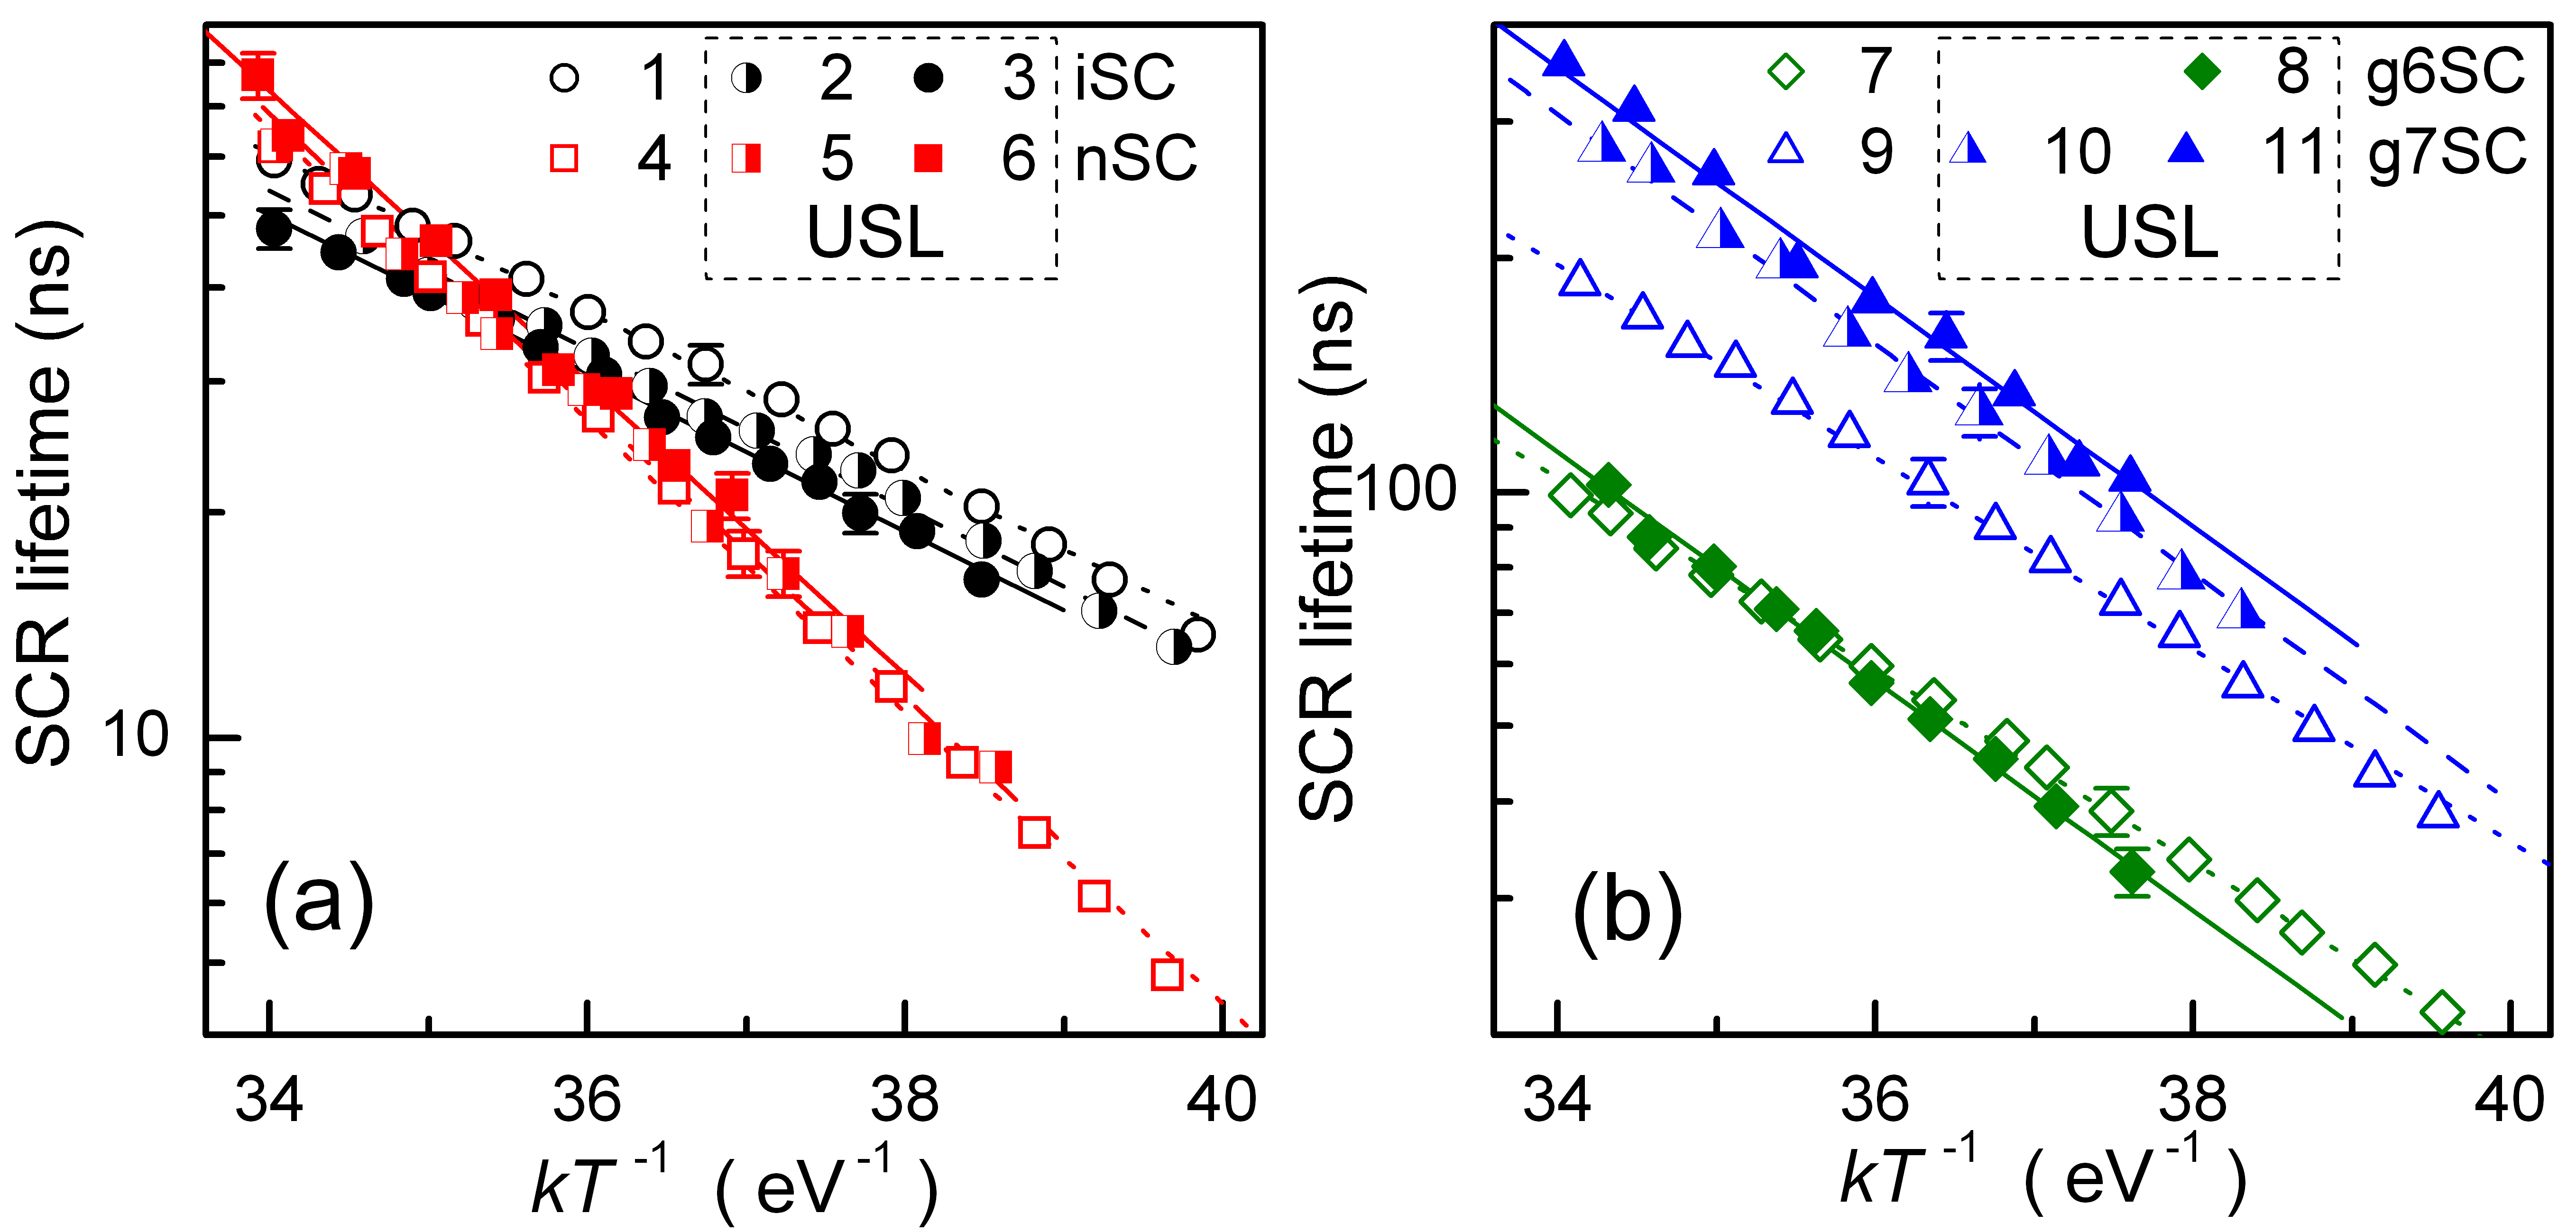 1 2 3 iSC
4 5 6 nSC
USL
SCR lifetime (ns)
10
(a)
34 36 38 40
kT -1 ( eV-1 )
7 8 g6SC
9 10 11 g7SC
USL
SCR lifetime (ns)
100
(b)
34 36 38 40
kT -1 ( eV-1 )